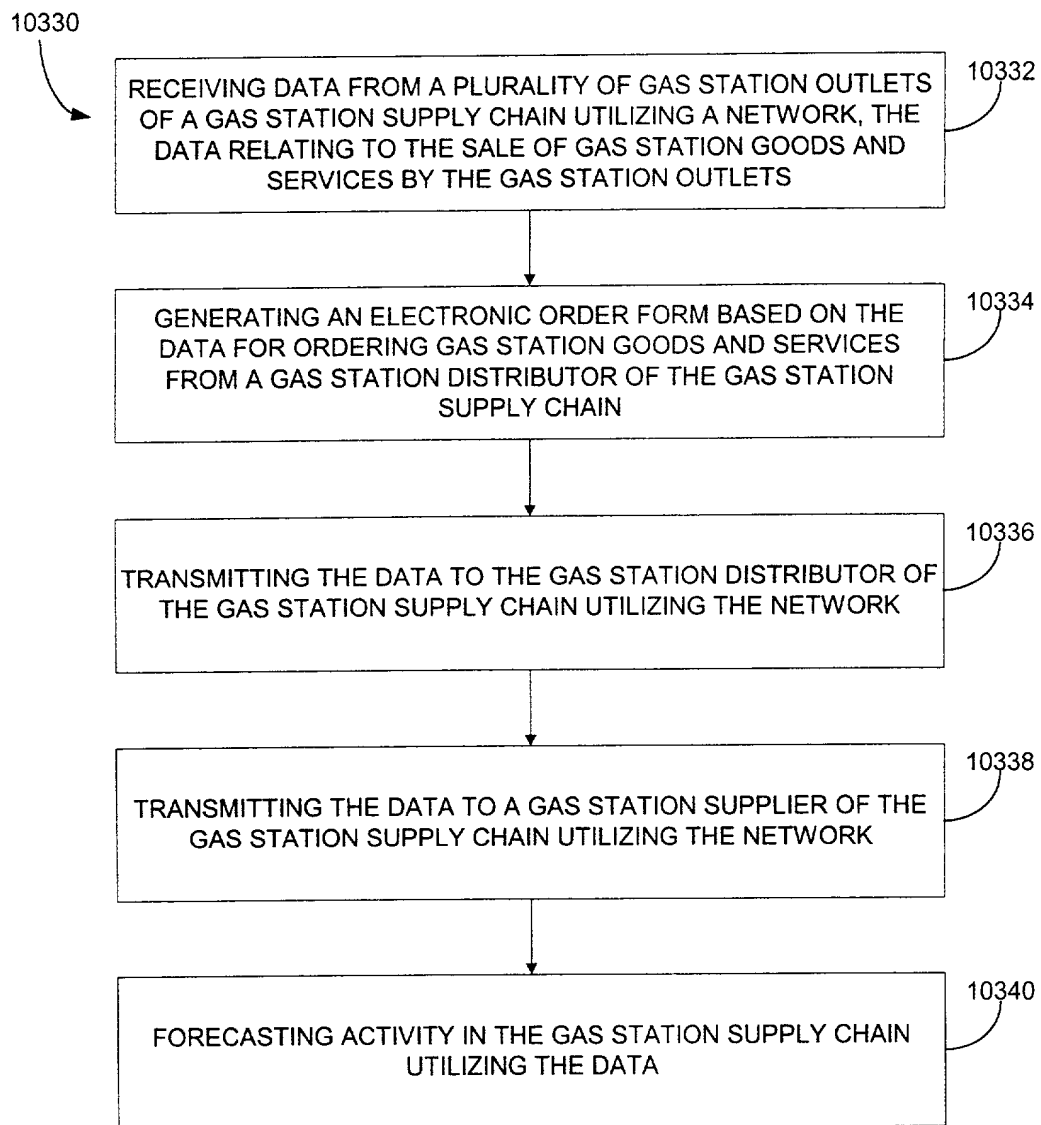 10330
10332
RECEIVING DATA FROM A PLURALITY OF GAS STATION OUTLETS
OF A GAS STATION SUPPLY CHAIN UTILIZING A NETWORK, THE
DATA RELATING TO THE SALE OF GAS STATION GOODS AND
SERVICES BY THE GAS STATION OUTLETS
10334
GENERATING AN ELECTRONIC ORDER FORM BASED ON THE
DATA FOR ORDERING GAS STATION GOODS AND SERVICES
FROM A GAS STATION DISTRIBUTOR OF THE GAS STATION
SUPPLY CHAIN
10336
TRANSMITTING THE DATA TO THE GAS STATION DISTRIBUTOR OF
THE GAS STATION SUPPLY CHAIN UTILIZING THE NETWORK
10338
TRANSMITTING THE DATA TO A GAS STATION SUPPLIER OF THE
GAS STATION SUPPLY CHAIN UTILIZING THE NETWORK
10340
FORECASTING ACTIVITY IN THE GAS STATION SUPPLY CHAIN
UTILIZING THE DATA